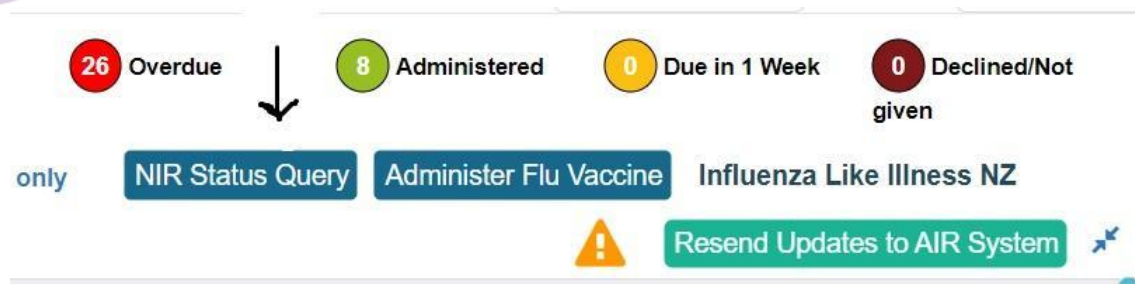 26 Overdue 8 Administered 0 Due in 1 Week 0 Declined/Not
given
only NIR Status Query Administer Flu Vaccine Influenza Like Illness NZ
Resend Updates to AIR System